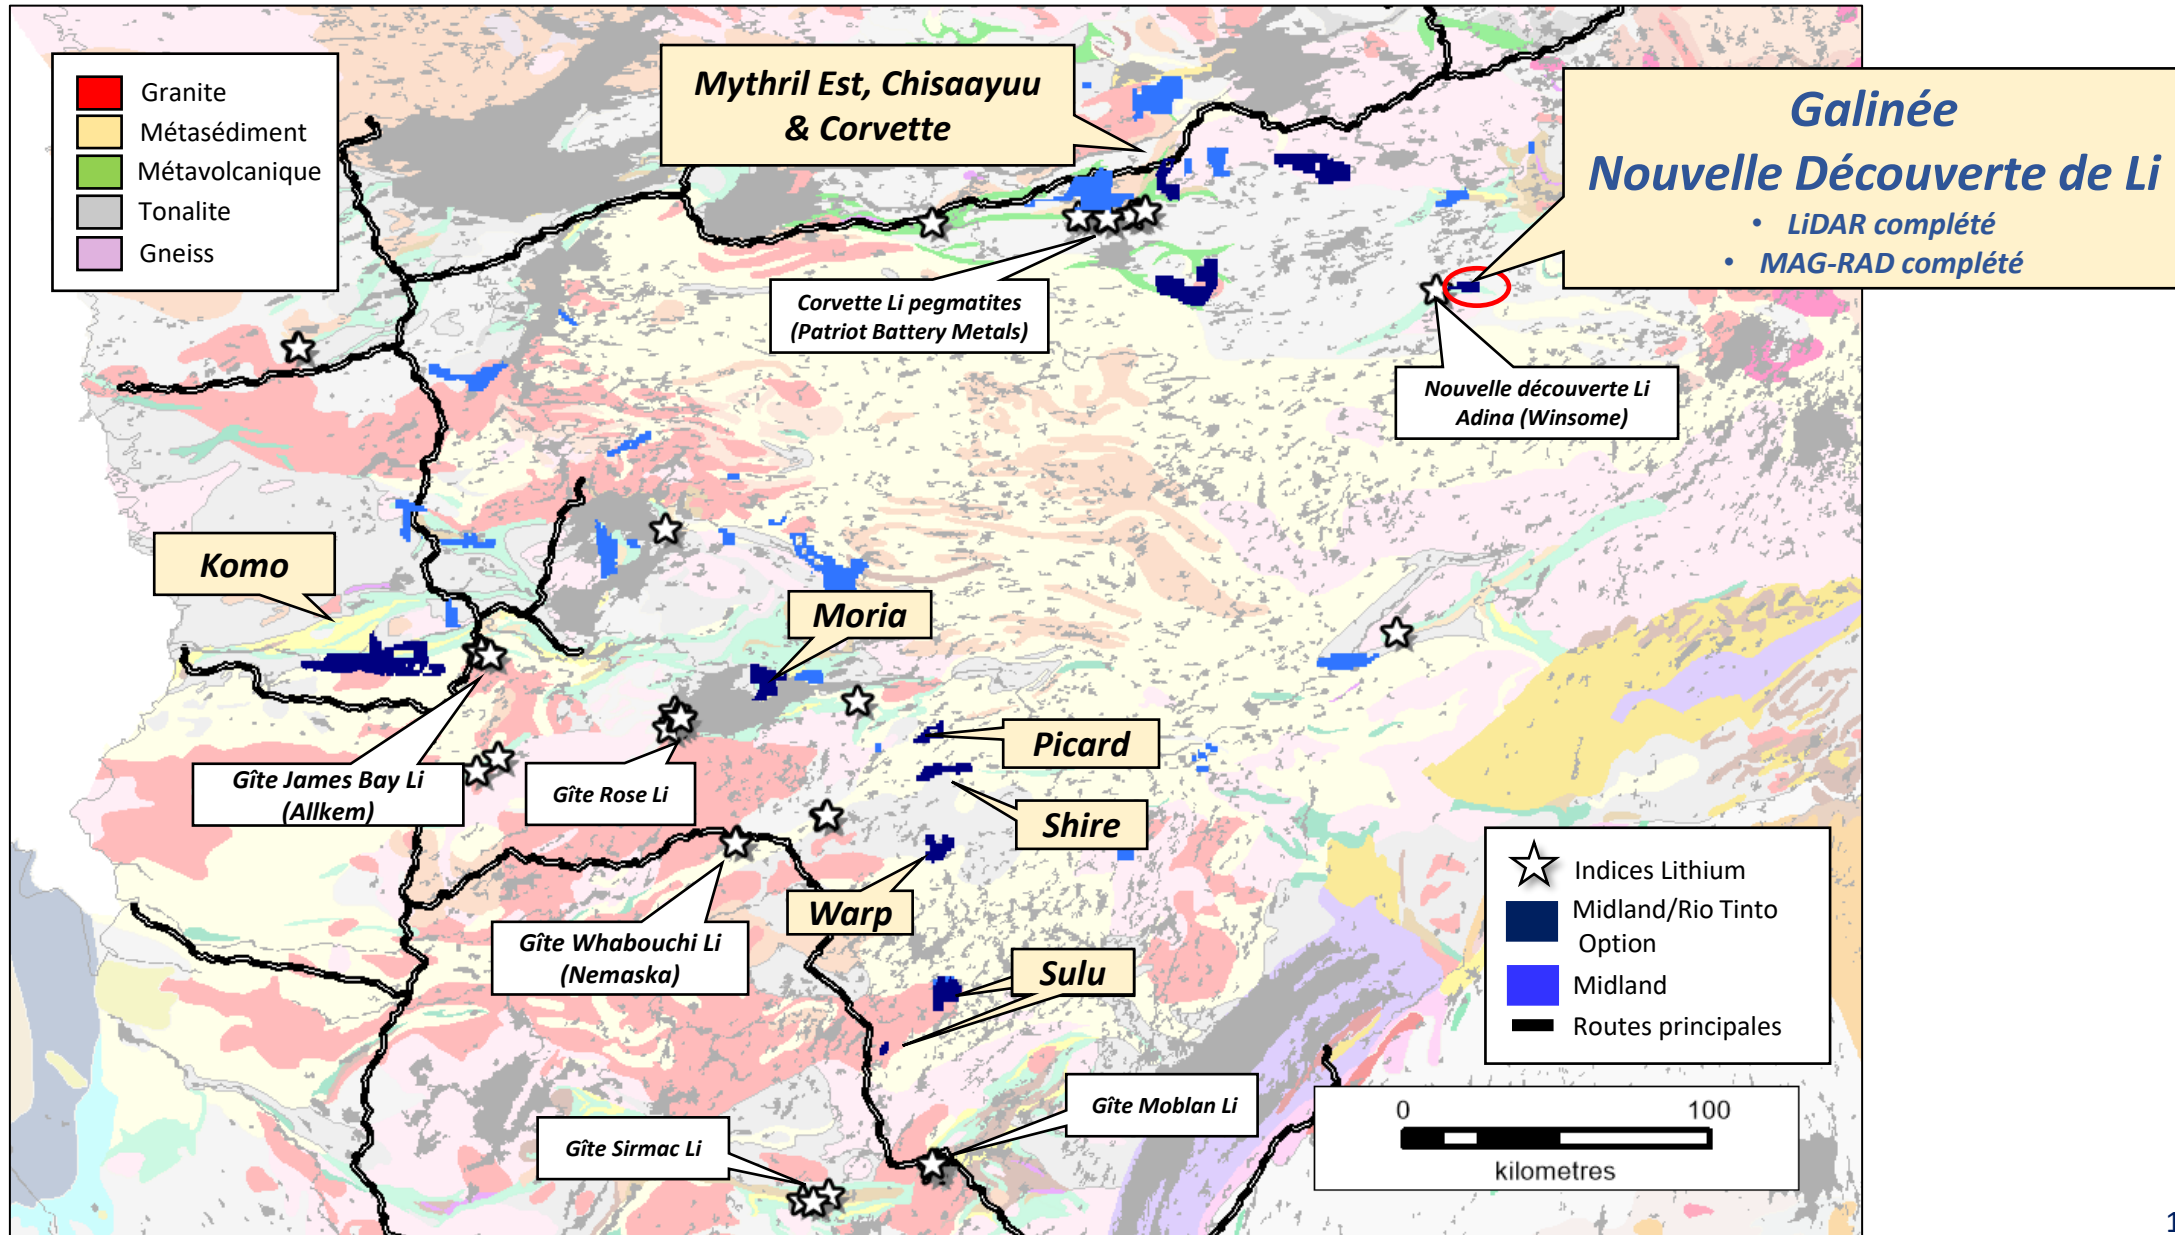 Granite
Métasédiment
Métavolcanique
Tonalite
Gneiss
Mythril Est, Chisaayuu
& Corvette
Galinée
Nouvelle Découverte de Li
• LiDAR complété
• MAG-RAD complété
Corvette Li pegmatites
(Patriot Battery Metals)
Nouvelle découverte Li
Adina (Winsome)
Komo
Moria
Picard
Gîte James Bay Li
(Allkem)
Gîte Rose Li
Shire
Warp
Gîte Whabouchi Li
(Nemaska)
Sulu
Indices Lithium
Midland/Rio Tinto
Option
Midland
Routes principales
Gîte Moblan Li
Gîte Sirmac Li
0 100
kilometres
1